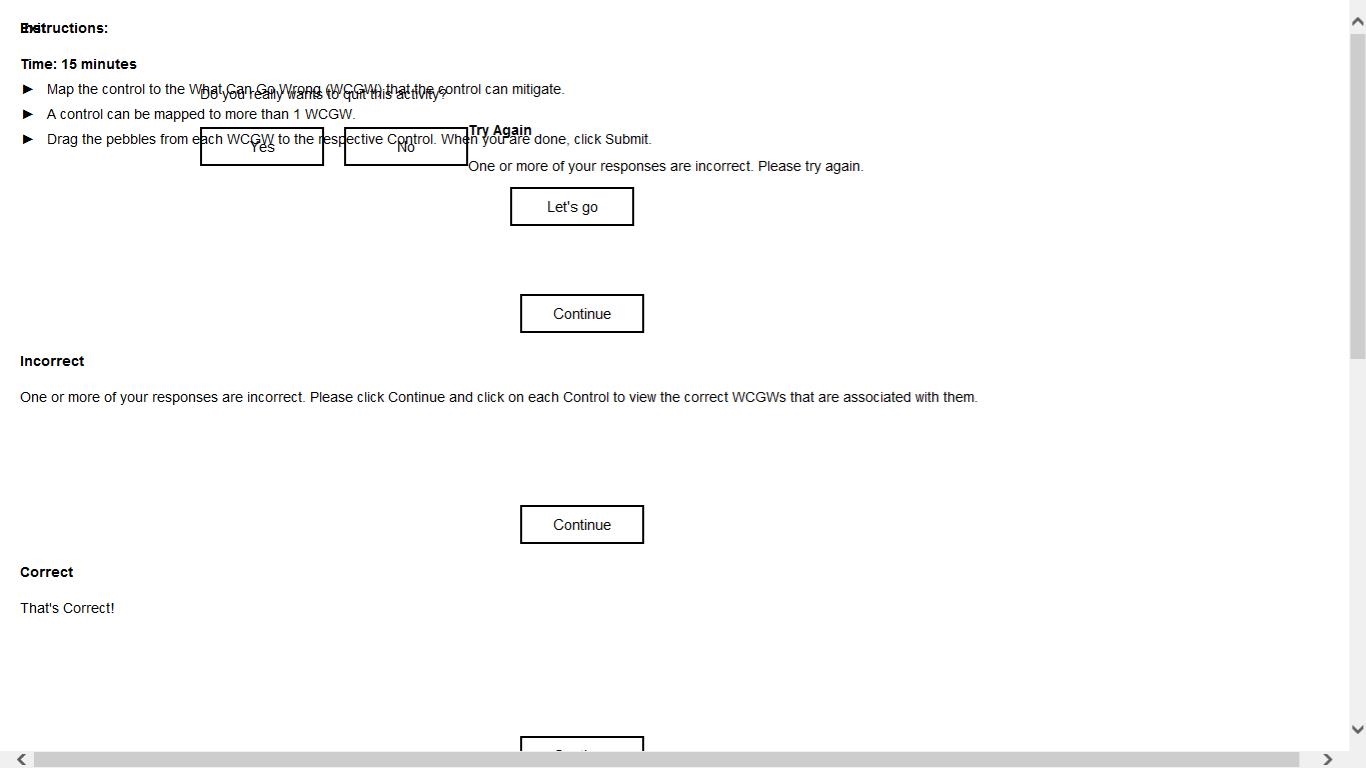 Exit
Instructions:
Time: 15 minutes
► Map the control to the What Can Go Wrong (WCGW) that the control can mitigate.
Do you really wants to quit this activity?
► A control can be mapped to more than 1 WCGW.
Try Again
► Drag the pebbles from each WCGW to the respective Control. When you are done, click Submit.
Yes No
One or more of your responses are incorrect. Please try again.
Let's go
Continue
Incorrect
One or more of your responses are incorrect. Please click Continue and click on each Control to view the correct WCGWs that are associated with them.
Continue
Correct
That's Correct!